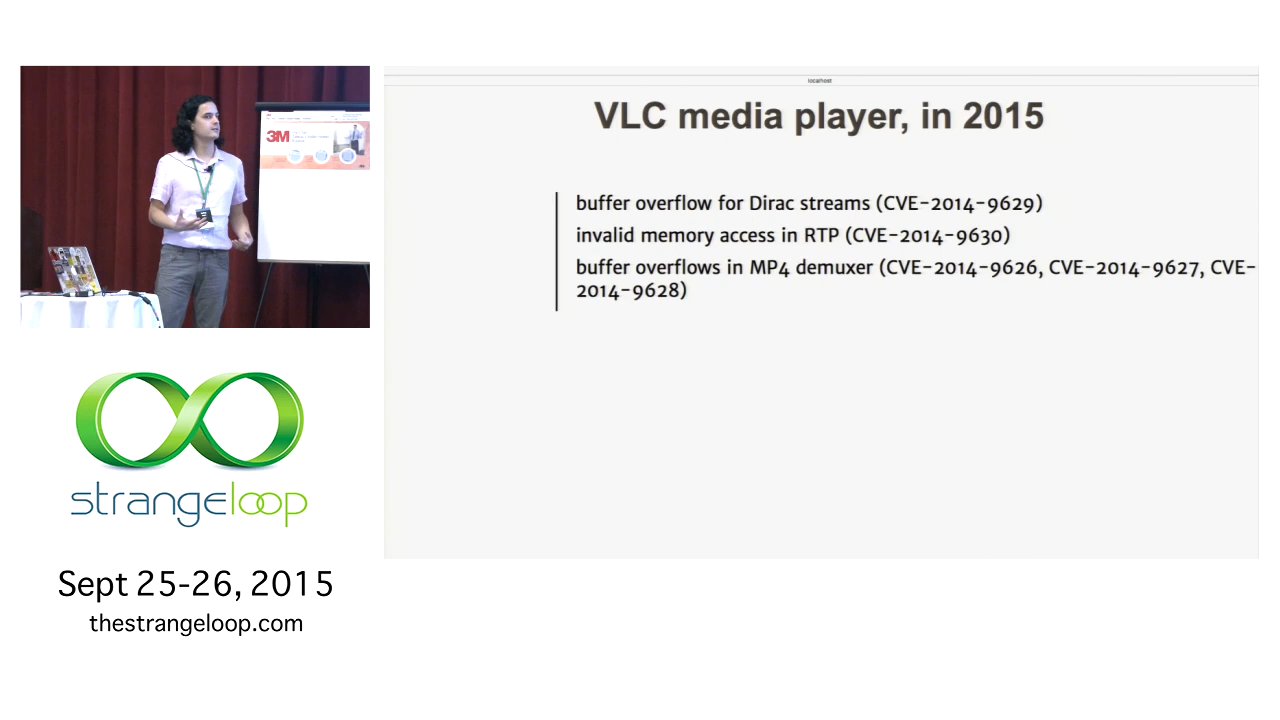 localhost
VLC media player, in 2015
buffer overflow for Dirac streams (CVE-2014-9629)
invalid memory access in RTP (CVE-2014-9630)
buffer overflows in MP4 demuxer (CVE-2014-9626, CVE-2014-9627, CVE-
2014-9628)
3M
strangeloop
Sept 25-26, 2015
thestrangeloop.com